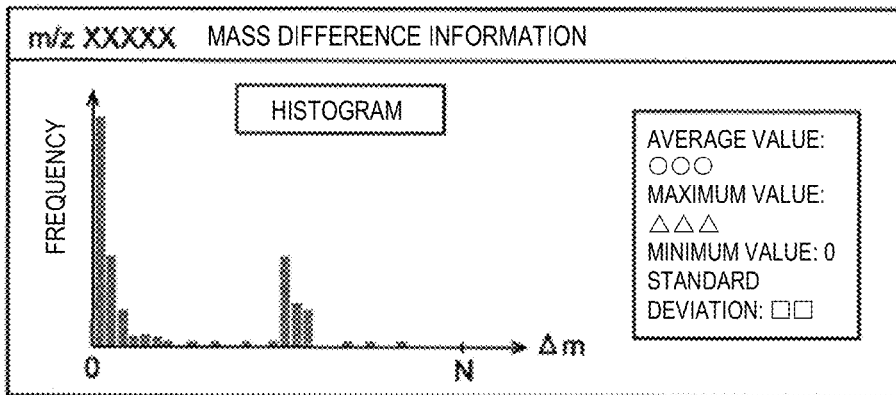 m/z XXXXX MASS DIFFERENCE INFORMATION
HISTOGRAM
FREQUENCY
0
N
Δm
AVERAGE VALUE:
○○○
MAXIMUM VALUE:
△△△
MINIMUM VALUE: 0
STANDARD
DEVIATION: □□